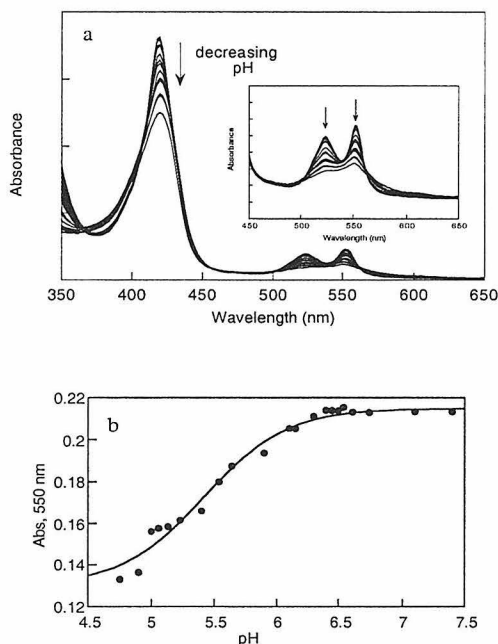 a
decreasing
pH
Absorbance
Absorbance
450 500 550 600 650
Wavelength (nm)
350 400 450 500 550 600 650
Wavelength (nm)
b
Abs, 550 nm
0.22
0.2
0.18
0.16
0.14
0.12
4.5 5 5.5 6 6.5 7 7.5
pH